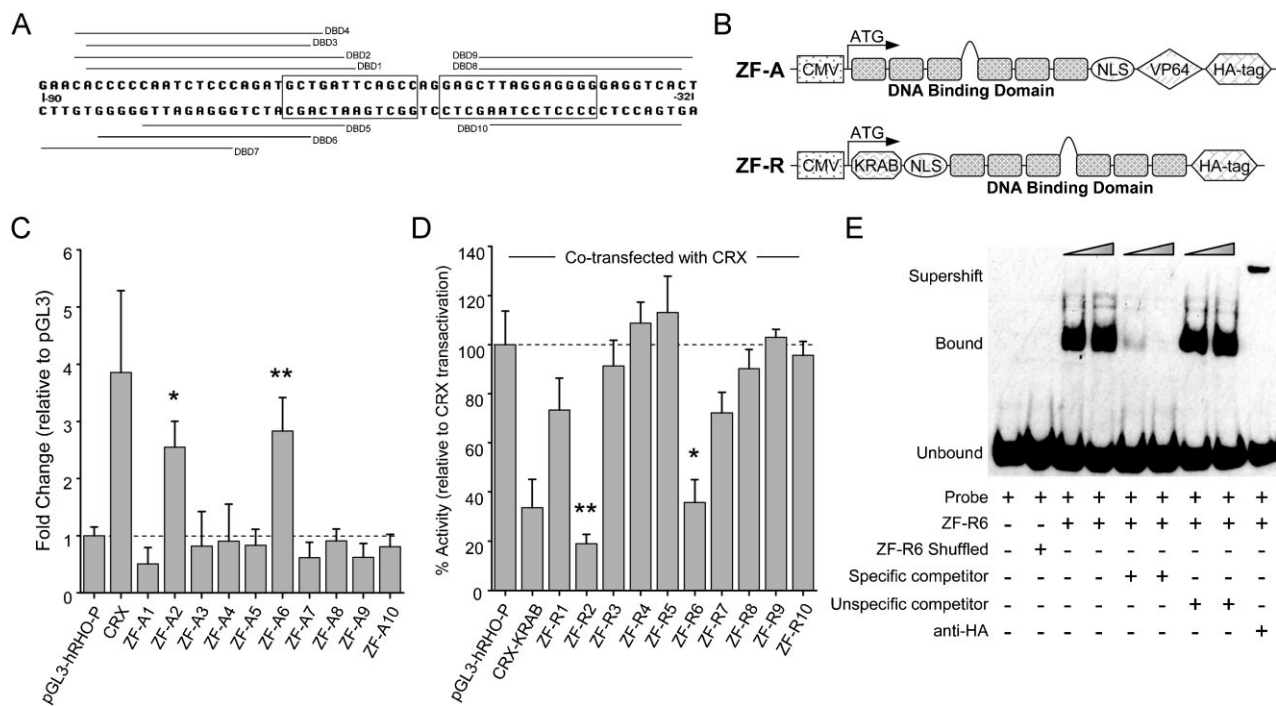 A
DBD4
DBD3
DBD2
DBD9
DBD1
DBD8
GAACACCCCCAATCTCCCAGATGCTGATTCAGCCAGGAGCTTAGGAGGGGGAGGTCACT
-90
-32
CTTGTGGGGGTTAGAGGGTCTACGACTAAGTCGGTCCTCGAATCCTCCCCCTCCAGTGA
DBD5
DBD10
DBD6
DBD7
B
ATG
ZF-A
CMV
NLS
VP64
HA-tag
DNA Binding Domain
ATG
ZF-R
CMV
KRAB
NLS
HA-tag
DNA Binding Domain
C
Fold Change (relative to pGL3)
6
5
4
3
2
1
0
*
**
pGL3-hRHO-P
CRX
ZF-A1
ZF-A2
ZF-A3
ZF-A4
ZF-A5
ZF-A6
ZF-A7
ZF-A8
ZF-A9
ZF-A10
D
% Activity (relative to CRX transactivation)
140
120
100
80
60
40
20
0
Co-transfected with CRX
**
*
pGL3-hRHO-P
CRX-KRAB
ZF-R1
ZF-R2
ZF-R3
ZF-R4
ZF-R5
ZF-R6
ZF-R7
ZF-R8
ZF-R9
ZF-R10
E
Supershift
Bound
Unbound
Probe + + + + + + + + +
ZF-R6 - - + + + + + + +
ZF-R6 Shuffled - + - - - - - - -
Specific competitor - - - - + + - - -
Unspecific competitor - - - - - - + + -
anti-HA - - - - - - - - +